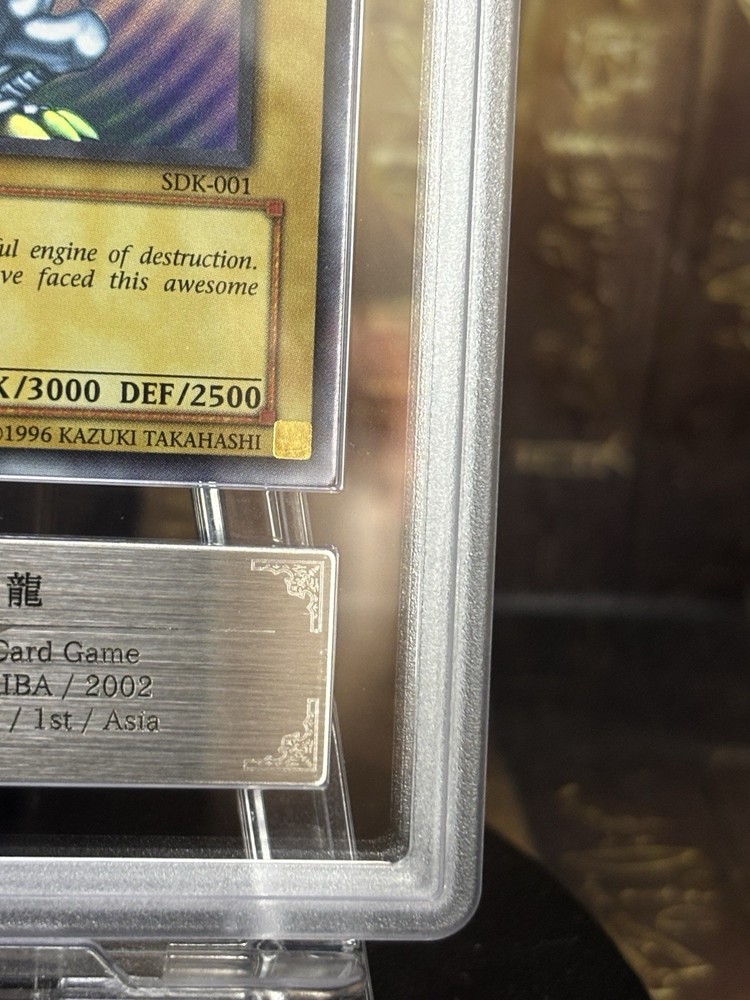 SDK-001
ful engine of destruction.
ve faced this awesome
K/3000 DEF/2500
©1996 KAZUKI TAKAHASHI
龍
Card Game
IBA / 2002
/ 1st / Asia